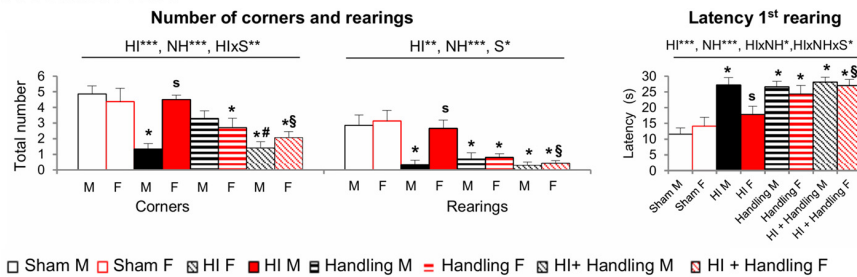 Number of corners and rearings
Latency 1st rearing
HI***, NH***, HIxS**
HI**, NH***, S*
HI***, NH***, HIxNH*,HIxNHxS*
Total number
6
5
4
3
2
1
0
* s * *# *§
* s * * * *§
M F M F M F M F
M F M F M F M F
Corners
Rearings
Latency (s)
30
25
20
15
10
5
0
* s * * * *§
Sham M
Sham F
HI M
HI F
Handling M
Handling F
HI + Handling M
HI + Handling F
Sham M Sham F HI F HI M Handling M Handling F HI+ Handling M HI + Handling F